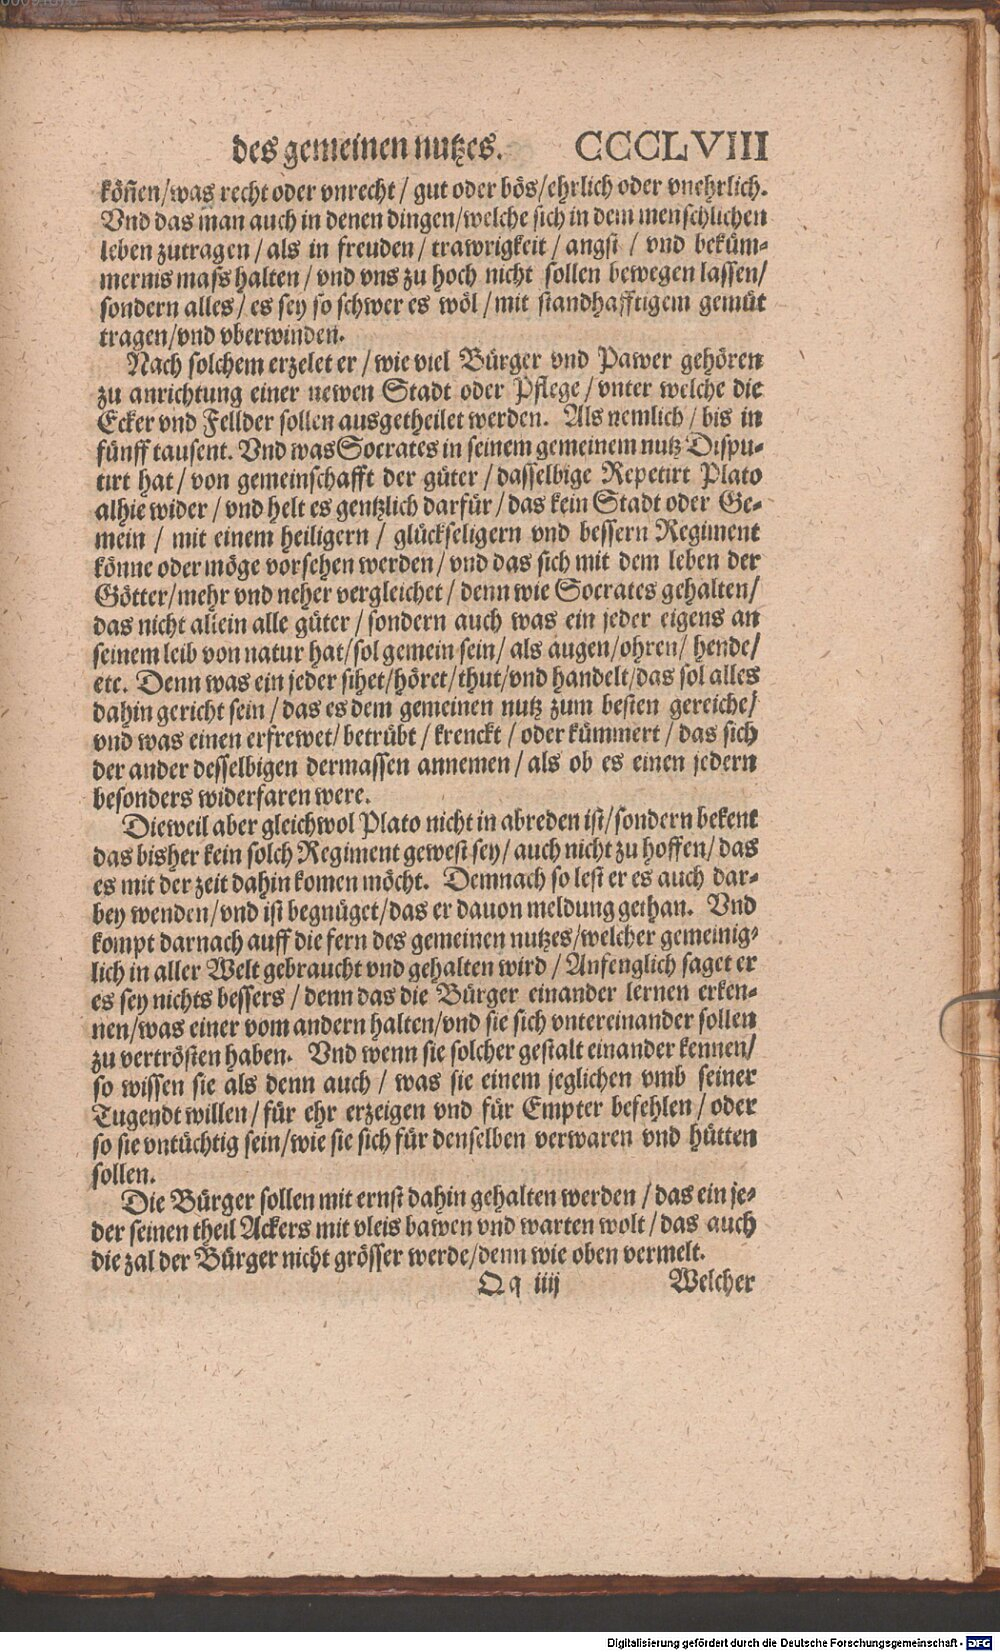 des gemeinen nutzes. CCCCLVIII
köñen/was recht oder vnrecht/ gut oder bös/ehrlich oder vnehrlich.
Vnd das man auch in denen dingen/welche sich in dem menschlichen
leben zutragen/ als in freuden/ trawrigkeit/ angst / vnd beküm-
mernis mass halten/ vnd vns zu hoch nicht sollen bewegen lassen/
sondern alles/ es sey so schwer es wöl/mit standhafftigem gemüt
tragen/vnd vberwinden.
Nach solchem erzelet er/wie viel Bürger vnd Pawer gehören
zu anrichtung einer newen Stadt oder Pflege/vnter welche die
Ecker vnd Fellder sollen ausgetheilet werden. Als nemlich/ bis in
fünff tausent. Vnd was Socrates in seinem gemeinem nutz Dispu-
tirt hat/ von gemeinschafft der güter/dasselbige Repetirt Plato
alhie wider/ vnd helt es gentzlich darfür/das kein Stadt oder Ge-
mein / mit einem heiligern / glückseligern vnd bessern Regiment
könne oder möge vorsehen werden/ vnd das sich mit dem leben der
Götter/mehr vnd neher vergleichet/ denn wie Socrates gehalten/
das nicht allein alle güter/sondern auch was ein jeder eigens an
seinem leib von natur hat/sol gemein sein/als augen/ohren/ hende/
etc. Denn was ein jeder sihet/höret/thut/vnd handelt/das sol alles
dahin gericht sein/das es dem gemeinen nutz zum besten gereiche/
vnd was einen erfrewet/betrübt/ krenckt/ oder kümmert/ das sich
der ander desselbigen dermassen annemen/als ob es einen jedern
besonders widerfaren were.
Dieweil aber gleichwol Plato nicht in abreden ist/sondern bekent
das bisher kein solch Regiment gewest sey/auch nicht zu hoffen/das
es mit der zeit dahin komen möcht. Demnach so lest er es auch dar-
bey wenden/vnd ist begnüget/das er dauon meldung gethan. Vnd
kompt darnach auff die fern des gemeinen nutzes/welcher gemeinig-
lich in aller Welt gebraucht vnd gehalten wird/Anfenglich saget er
es sey nichts bessers/denn das die Bürger einander lernen erken-
nen/was einer vom andern halten/vnd sie sich vntereinander sollen
zu vertrösten haben. Vnd wenn sie solcher gestalt einander kennen/
so wissen sie als denn auch / was sie einem jeglichen vmb seiner
Tugendt willen/für ehr erzeigen vnd für Empter befehlen/oder
so sie vntüchtig sein/wie sie sich für denselben verwaren vnd hütten
sollen.
Die Bürger sollen mit ernst dahin gehalten werden/das ein je-
der seinen theil Ackers mit vleis bawen vnd warten wolt/das auch
die zal der Bürger nicht grösser werde/denn wie oben vermelt.
Qq iiij Welcher
Digitalisierung gefördert durch die Deutsche Forschungsgemeinschaft - DFG